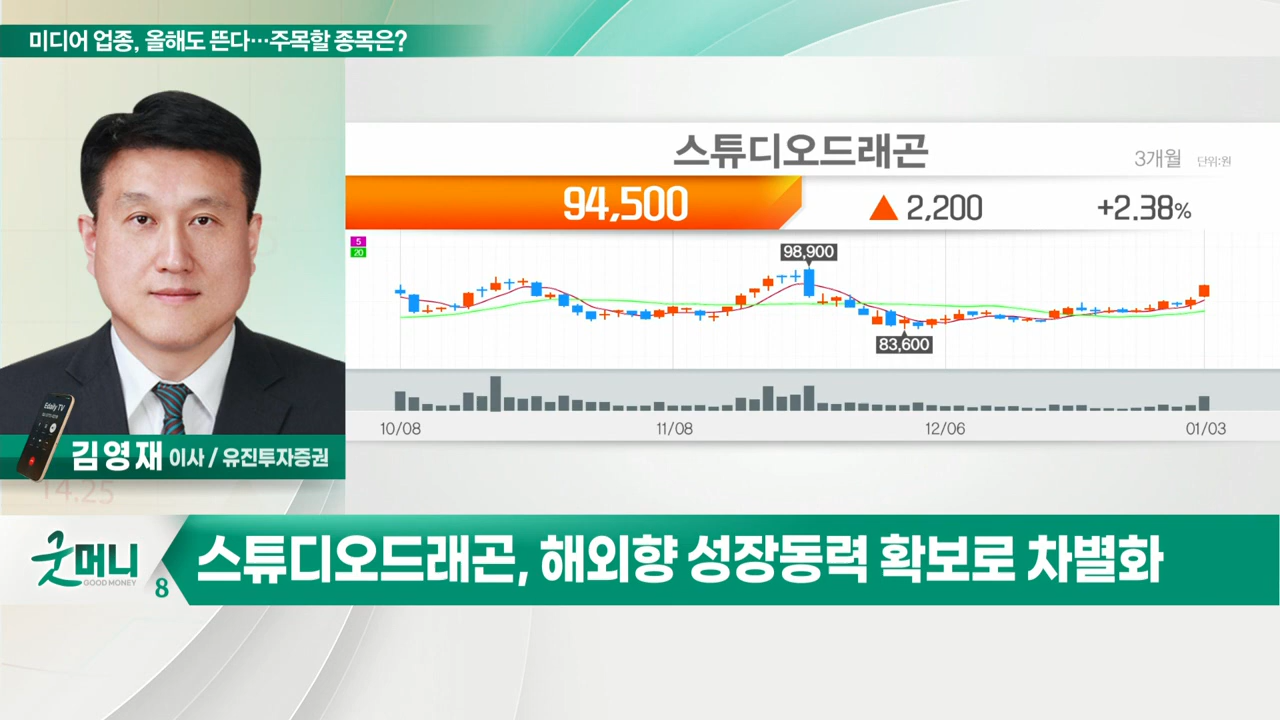 미디어 업종, 올해도 뜬다…주목할 종목은?
스튜디오드래곤
3개월 단위:원
94,500 ▲ 2,200 +2.38%
5
20
98,900
83,600
10/08 11/08 12/06 01/03
Edaily TV
김영재 이사 / 유진투자증권
14.25
굿머니
GOOD MONEY
8
스튜디오드래곤, 해외향 성장동력 확보로 차별화